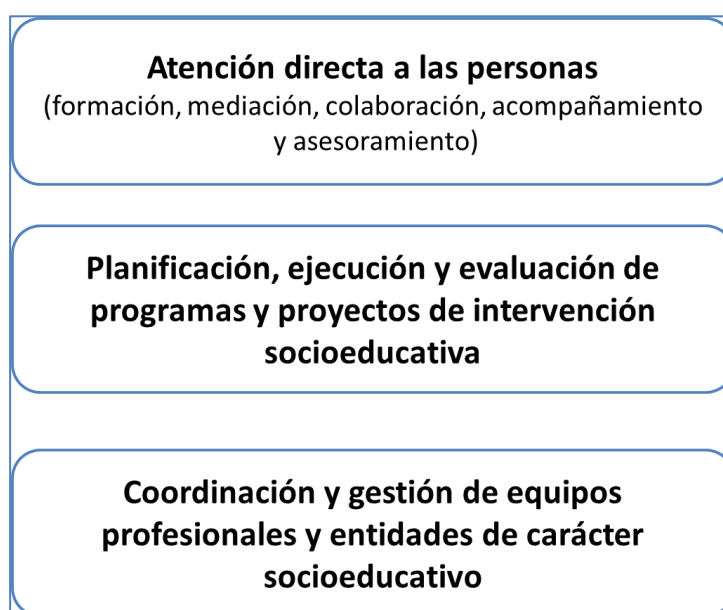 Atención directa a las personas
(formación, mediación, colaboración, acompañamiento
y asesoramiento)
Planificación, ejecución y evaluación de
programas y proyectos de intervención
socioeducativa
Coordinación y gestión de equipos
profesionales y entidades de carácter
socioeducativo